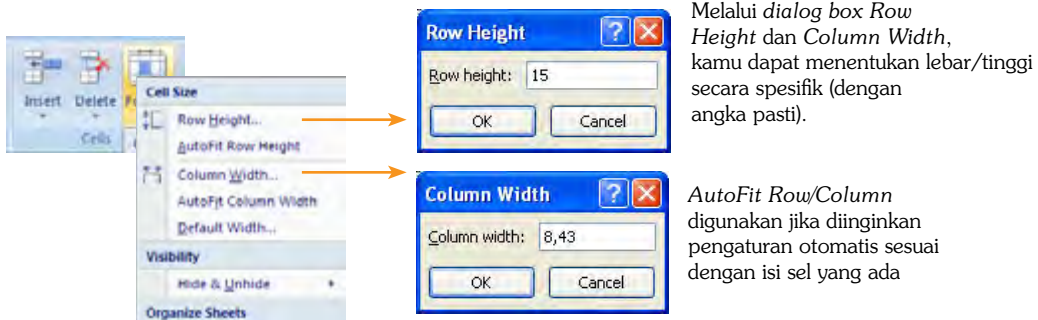 Insert Delete
Cells
Cell Size
Row Height...
AutoFit Row Height
Column Width...
AutoFit Column Width
Default Width...
Visibility
Hide & Unhide
Organize Sheets
Row Height
Row height: 15
OK Cancel
Column Width
Column width: 8,43
OK Cancel
Melalui dialog box Row
Height dan Column Width,
kamu dapat menentukan lebar/tinggi
secara spesifik (dengan
angka pasti).
AutoFit Row/Column
digunakan jika diinginkan
pengaturan otomatis sesuai
dengan isi sel yang ada